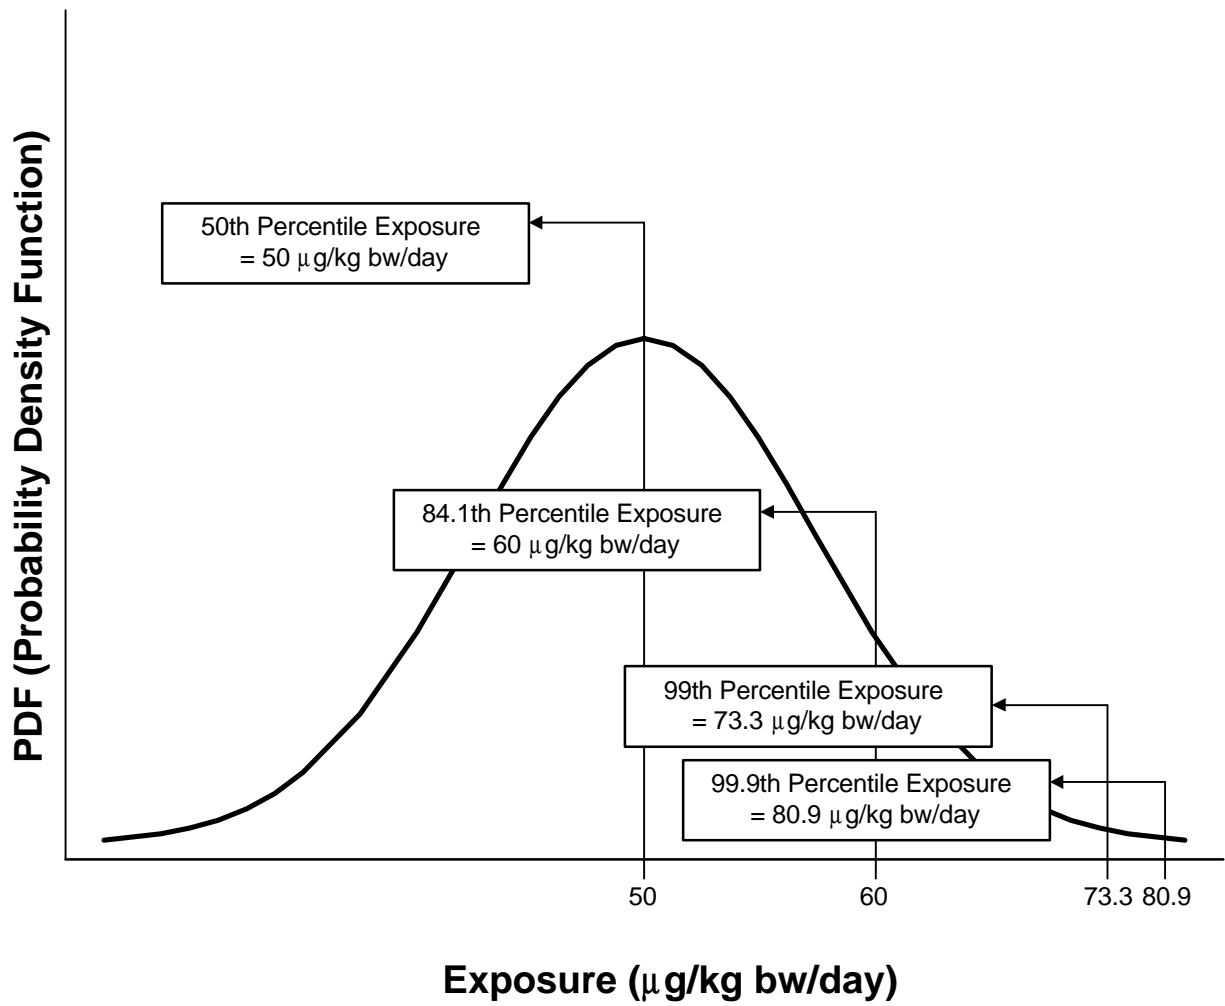 PDF (Probability Density Function)
50th Percentile Exposure
= 50 μg/kg bw/day
84.1th Percentile Exposure
= 60 μg/kg bw/day
99th Percentile Exposure
= 73.3 μg/kg bw/day
99.9th Percentile Exposure
= 80.9 μg/kg bw/day
50 60 73.3 80.9
Exposure (μg/kg bw/day)